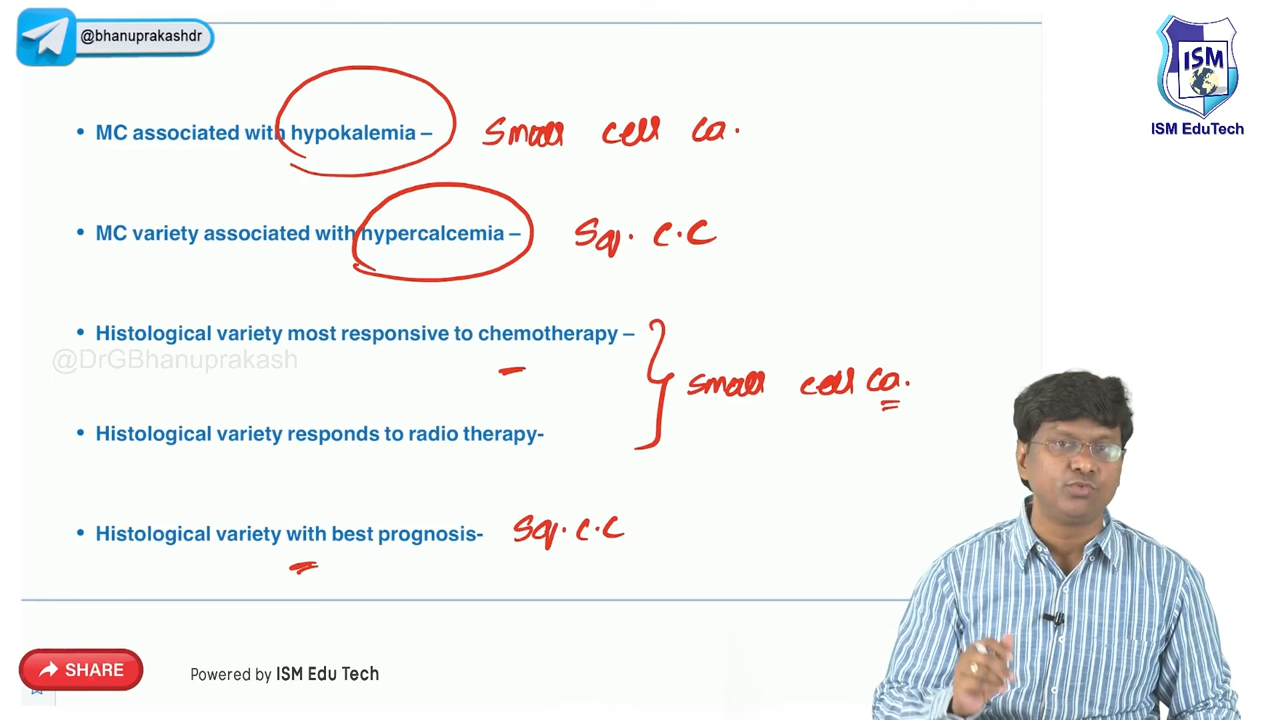 @bhanuprakashdr
ISM
ISM EduTech
• MC associated with hypokalemia – Small cell Ca.
• MC variety associated with hypercalcemia – Sq. C.C
• Histological variety most responsive to chemotherapy –
@DrGBhanuprakash
Small cell Ca.
• Histological variety responds to radio therapy-
• Histological variety with best prognosis- Sq. C.C
SHARE
Powered by ISM Edu Tech